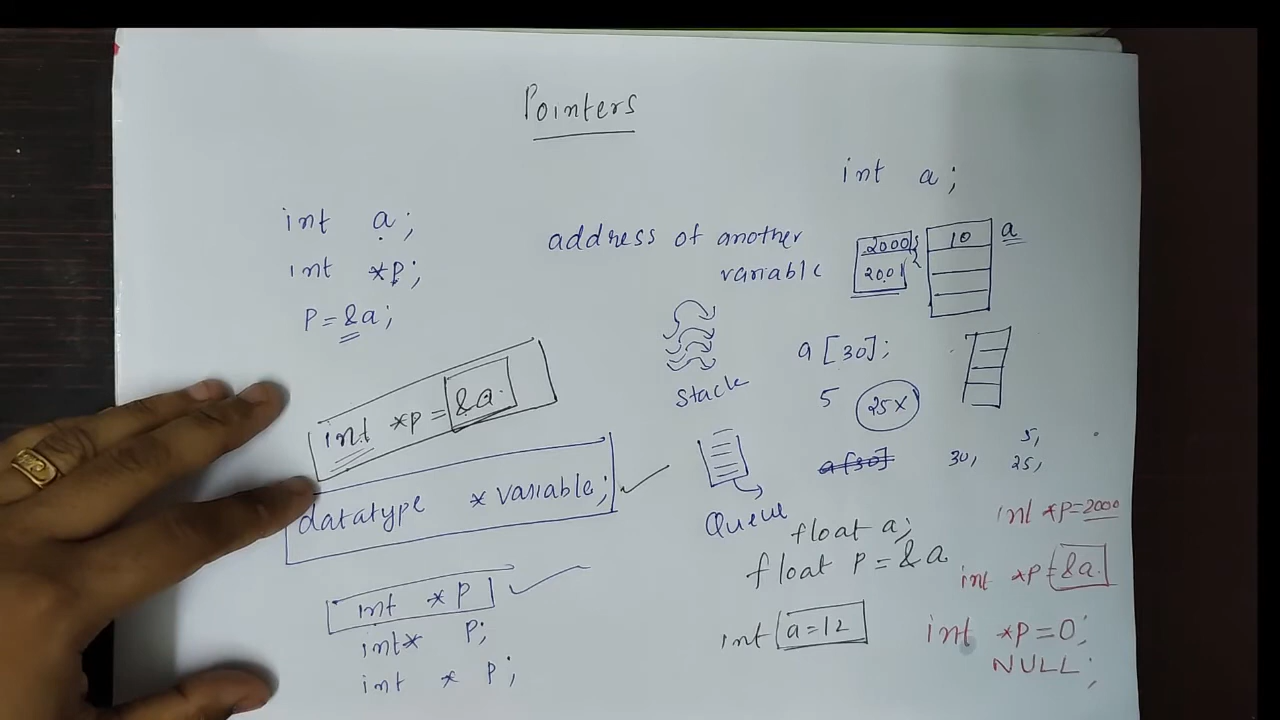 Pointers
int a;
int *p;
P=&a;
int *p=&a.
datatype *variable;
int *P
int* P;
int * P;
address of another
variable
Stack
Queue
int a;
2000
2001
10
a
a[30];
5
25x
a[30]
30,
5,
25,
float a;
float P=&a
int a=12
int *p=2000
int *p=&a.
int *p=0;
NULL;